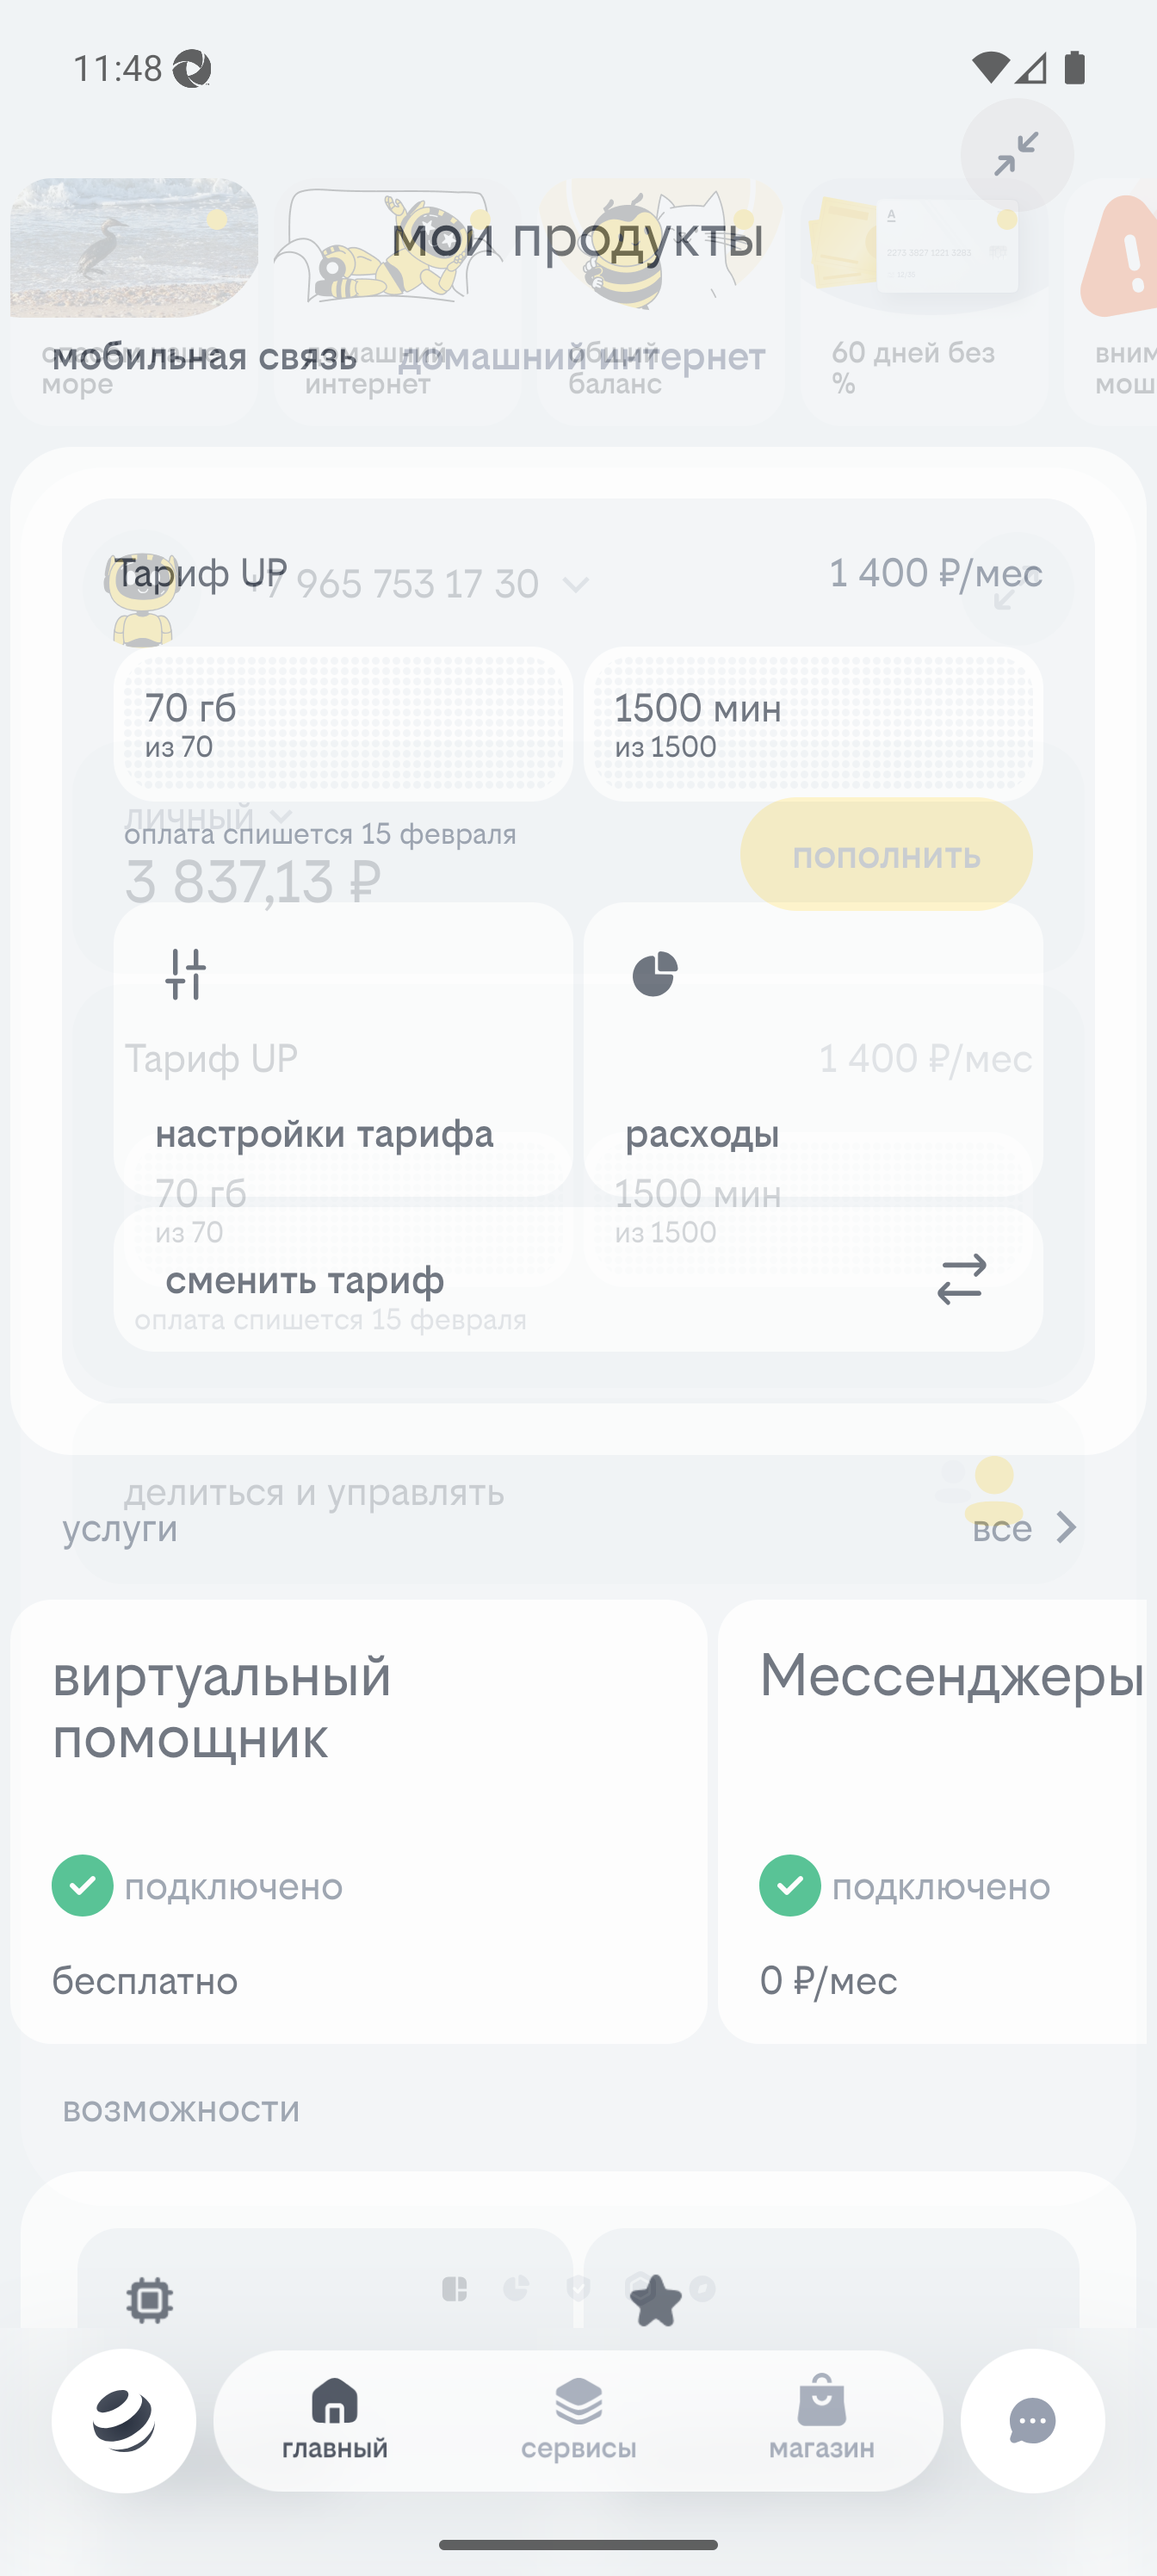 11:48
мои продукты
мобильная связь
домашний интернет
спасём наше
море
домашний
интернет
общий
баланс
60 дней без
%
вним
мош
Тариф UP
1 400 ₽/мес
+7 965 753 17 30
70 гб
из 70
1500 мин
из 1500
личный
оплата спишется 15 февраля
3 837,13 ₽
пополнить
Тариф UP
1 400 ₽/мес
настройки тарифа
расходы
70 гб
из 70
1500 мин
из 1500
сменить тариф
оплата спишется 15 февраля
делиться и управлять
услуги
все
виртуальный
помощник
подключено
бесплатно
Мессенджеры
подключено
0 ₽/мес
возможности
главный
сервисы
магазин